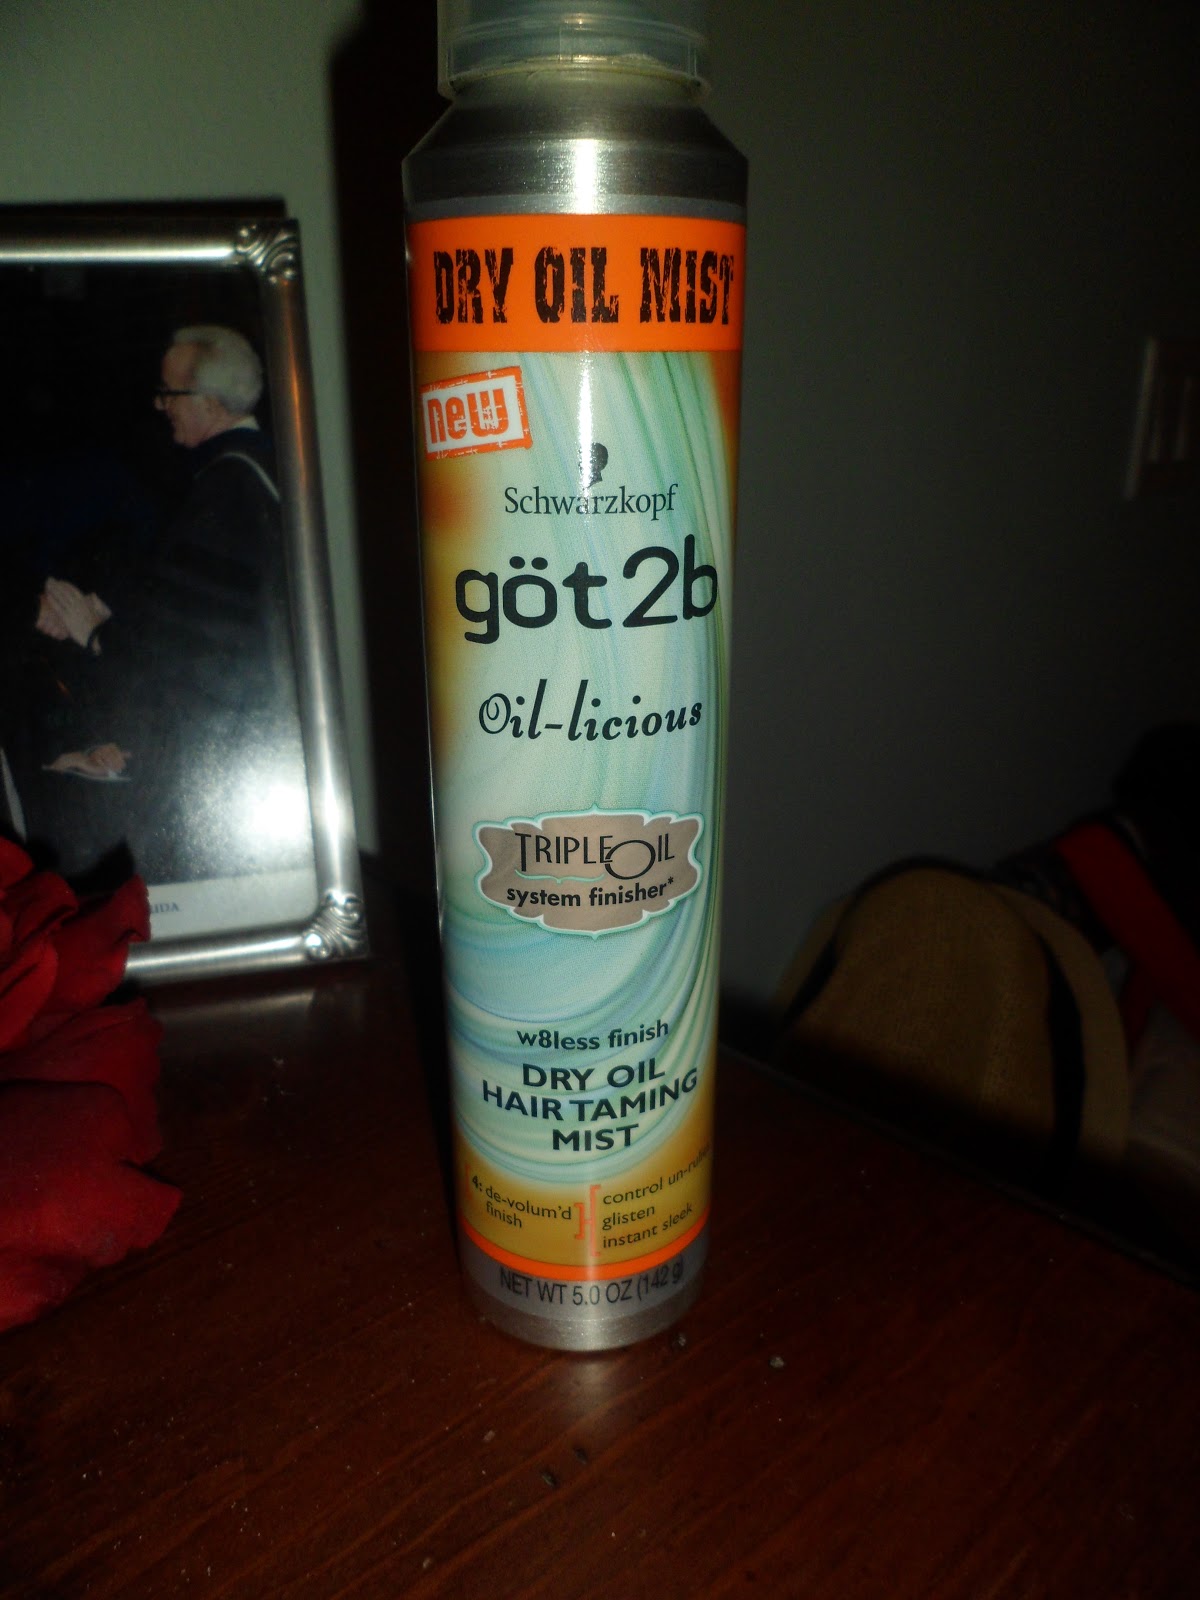 DRY OIL MIST
new
Schwarzkopf
göt2b
Oil-licious
TRIPLE OIL
system finisher*
w8less finish
DRY OIL
HAIR TAMING
MIST
4: de-volum'd
finish
control
glisten
instant sleek
NET WT 5.0 OZ (142 g)